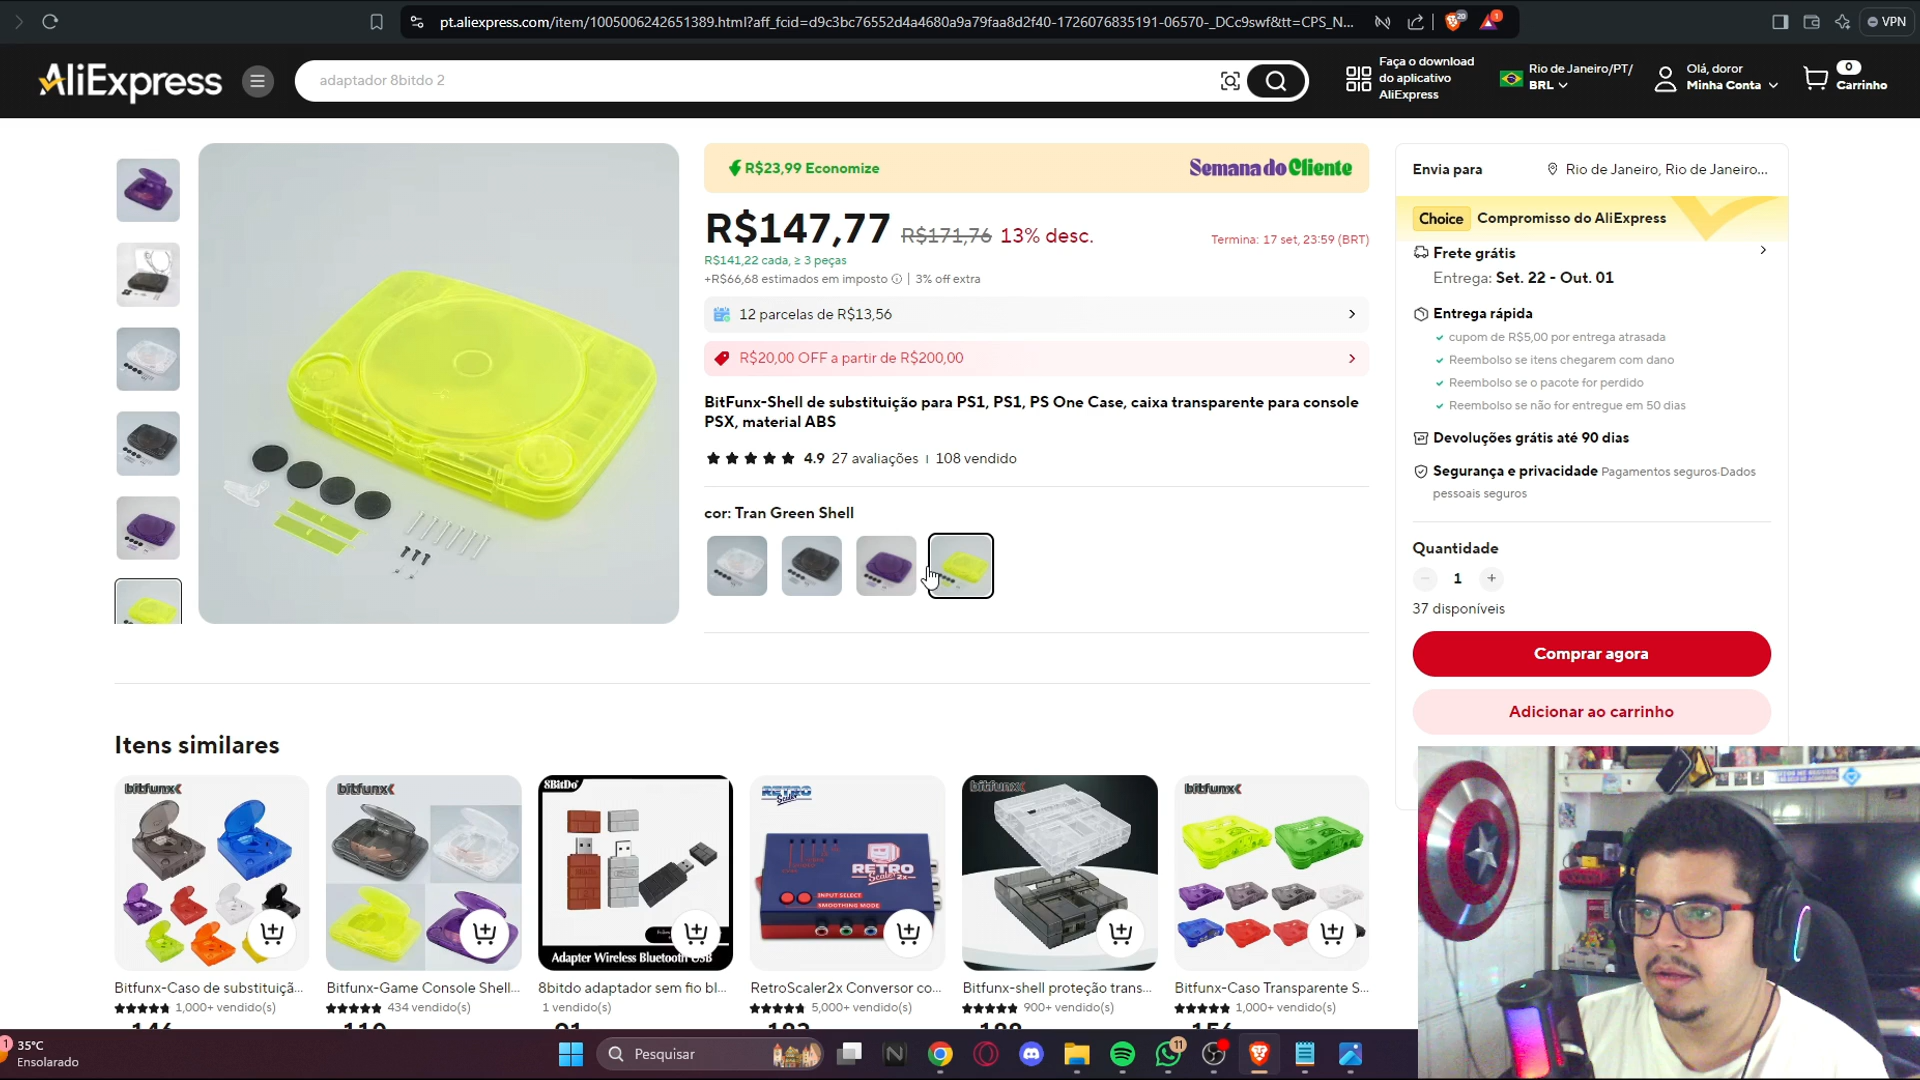 pt.aliexpress.com/item/1005006242651389.html?aff_fcid=d9c3bc76552d4a4680a9a79faa8d2f40-1726076835191-06570-_DCc9swf&tt=CPS_N...
20
1
VPN
AliExpress
adaptador 8bitdo 2
Faça o download
do aplicativo
AliExpress
Rio de Janeiro/PT/
BRL
Olá, doror
Minha Conta
0
Carrinho
R$23,99 Economize
Semana do Cliente
R$147,77 R$171,76 13% desc.
Termina: 17 set, 23:59 (BRT)
R$141,22 cada, ≥ 3 peças
+R$66,68 estimados em imposto | 3% off extra
12 parcelas de R$13,56
R$20,00 OFF a partir de R$200,00
BitFunx-Shell de substituição para PS1, PS1, PS One Case, caixa transparente para console
PSX, material ABS
4.9 27 avaliações | 108 vendido
cor: Tran Green Shell
Envia para
Rio de Janeiro, Rio de Janeiro...
Choice Compromisso do AliExpress
Frete grátis
Entrega: Set. 22 - Out. 01
Entrega rápida
cupom de R$5,00 por entrega atrasada
Reembolso se itens chegarem com dano
Reembolso se o pacote for perdido
Reembolso se não for entregue em 50 dias
Devoluções grátis até 90 dias
Segurança e privacidade Pagamentos seguros·Dados
pessoais seguros
Quantidade
1
37 disponíveis
Comprar agora
Adicionar ao carrinho
Itens similares
bitfunx
bitfunx
8BitDo
Adapter Wireless Bluetooth USB
RETRO
Scaler
RETRO
Scaler2x
INPUT SELECT
SMOOTHING MODE
bitfunx
bitfunx
Bitfunx-Caso de substituiçã...
1,000+ vendido(s)
Bitfunx-Game Console Shell...
434 vendido(s)
8bitdo adaptador sem fio bl...
1 vendido(s)
RetroScaler2x Conversor co...
5,000+ vendido(s)
Bitfunx-shell proteção trans...
900+ vendido(s)
Bitfunx-Caso Transparente S...
1,000+ vendido(s)
1
35°C
Ensolarado
Pesquisar
11